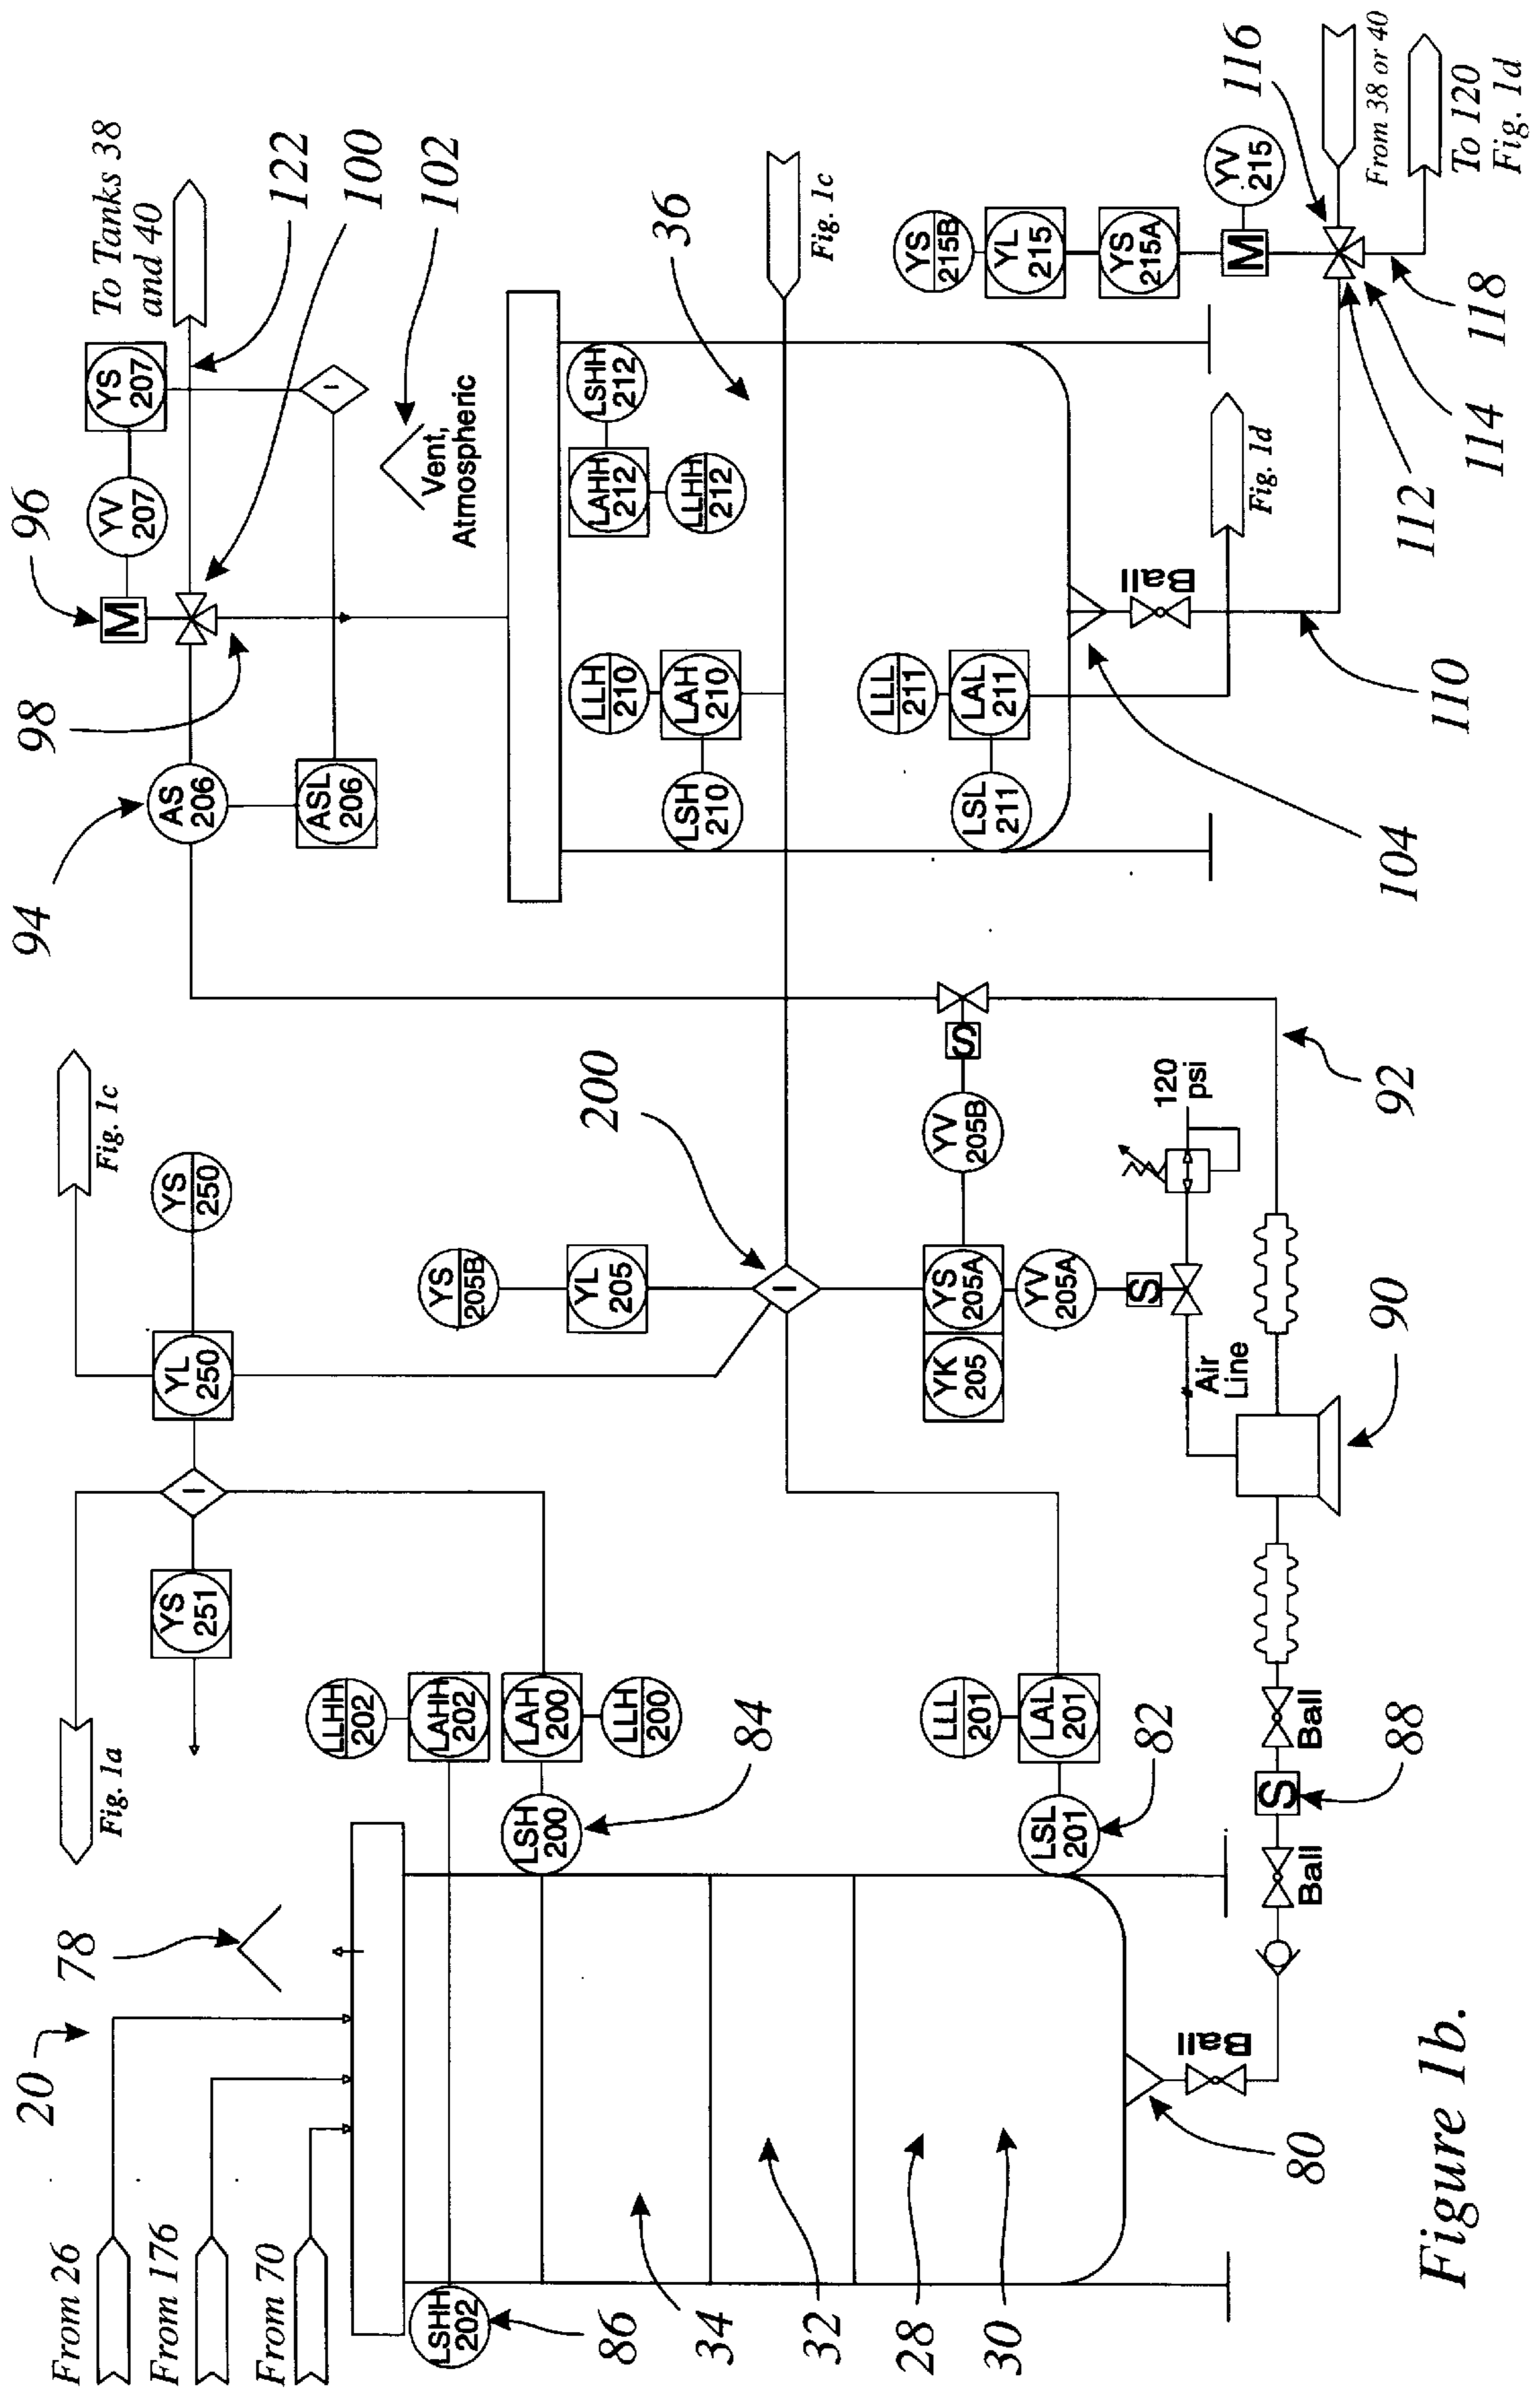 20
From 26
From 176
From 70
78
LSHH
202
86
34
32
28
30
80
Ball
Fig. 1a
YS
251
I
YL
250
YS
250
Fig. 1c
LLHH
202
LAHH
202
LAH
200
LLH
200
LSH
200
84
LLL
201
LAL
201
LSL
201
82
Ball
S
Ball
88
YS
205B
YL
205
I
200
YK
205
YS
205A
YV
205A
YV
205B
S
S
Air
Line
120
psi
90
92
94
AS
206
ASL
206
96
M
YV
207
YS
207
I
98
100
102
122
To Tanks 38
and 40
Vent,
Atmospheric
36
Fig. 1c
LSHH
212
LAHH
212
LLHH
212
LLH
210
LAH
210
LSH
210
LLL
211
LAL
211
LSL
211
Fig. 1d
104
Ball
110
112
114
116
118
YS
215B
YL
215
YS
215A
M
YV
215
From 38 or 40
To 120
Fig. 1d
Figure 1b.